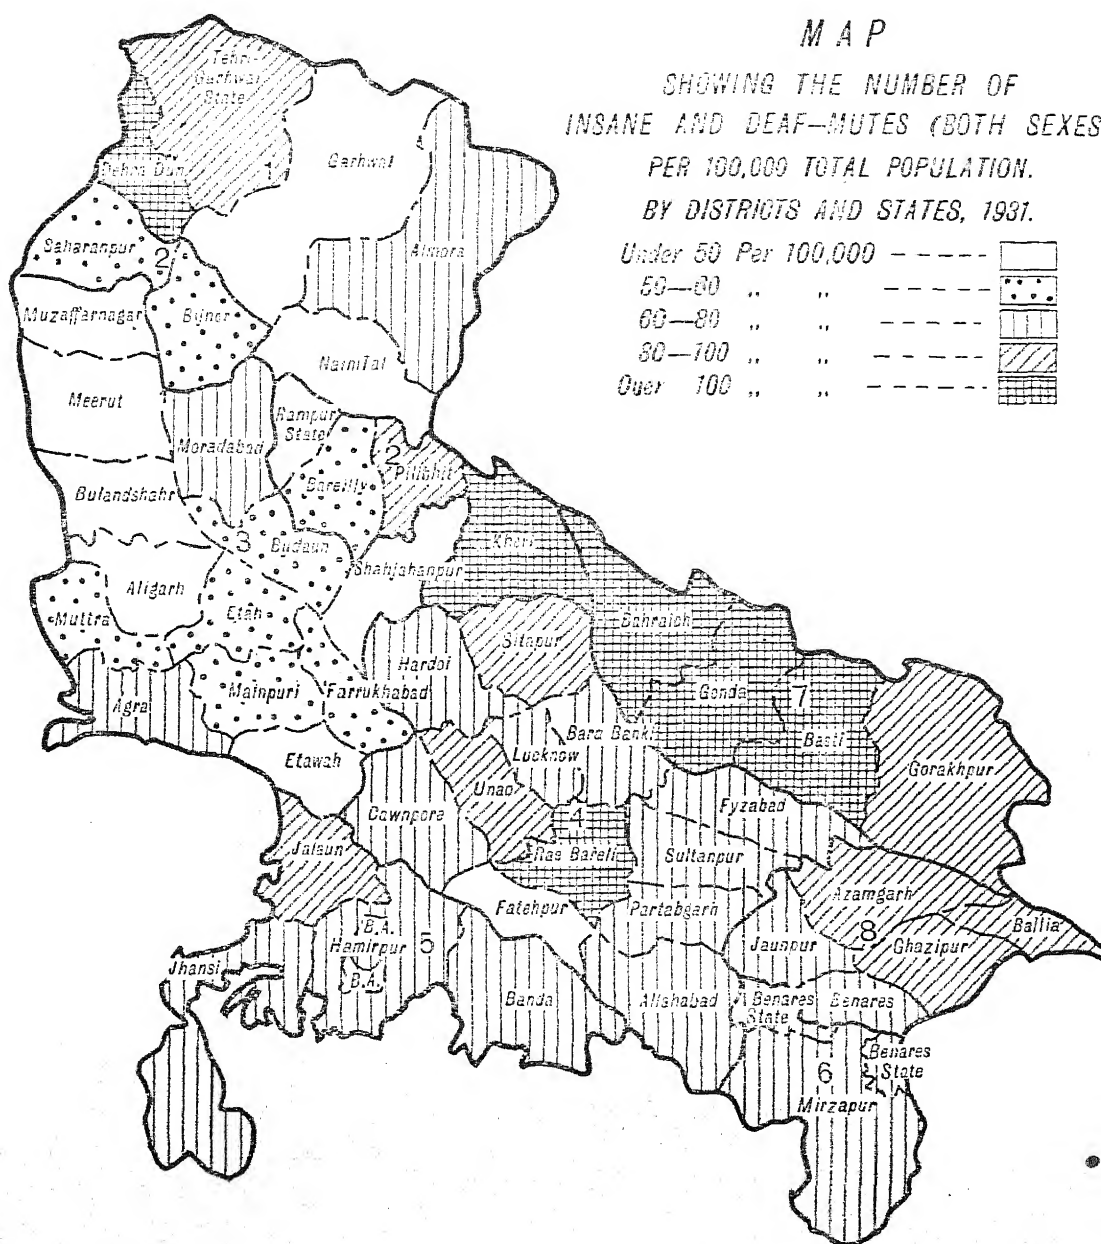 MAP
SHOWING THE NUMBER OF
INSANE AND DEAF-MUTES (BOTH SEXES
PER 100,000 TOTAL POPULATION.
BY DISTRICTS AND STATES, 1931.
Under 50 Per 100,000
50—60 „ „
60—80 „ „
80—100 „ „
Over 100 „ „
Tehri
Garhwal
State
1
Garhwal
Dehra Dun
Almora
Saharanpur
2
Muzaffarnagar
Bijnor
Naini Tal
Meerut
Rampur
State
Moradabad
2
Pilibhit
Bareilly
Bulandshahr
3
Budaun
Kheri
Shahjahanpur
Aligarh
Muttra
Etah
Bahraich
Sitapur
Hardoi
Mainpuri
Farrukhabad
Gonda
7
Agra
Bara Banki
Basti
Lucknow
Etawah
Gorakhpur
Unao
Cawnpore
Fyzabad
4
Jalaun
Rae Bareli
Sultanpur
Azamgarh
Fatehpur
Partabgarh
B.A.
Hamirpur
5
8
Ballia
Jaunpur
Ghazipur
Jhansi
B.A.
Banda
Allahabad
Benares
State
Benares
Benares
State
6
Mirzapur